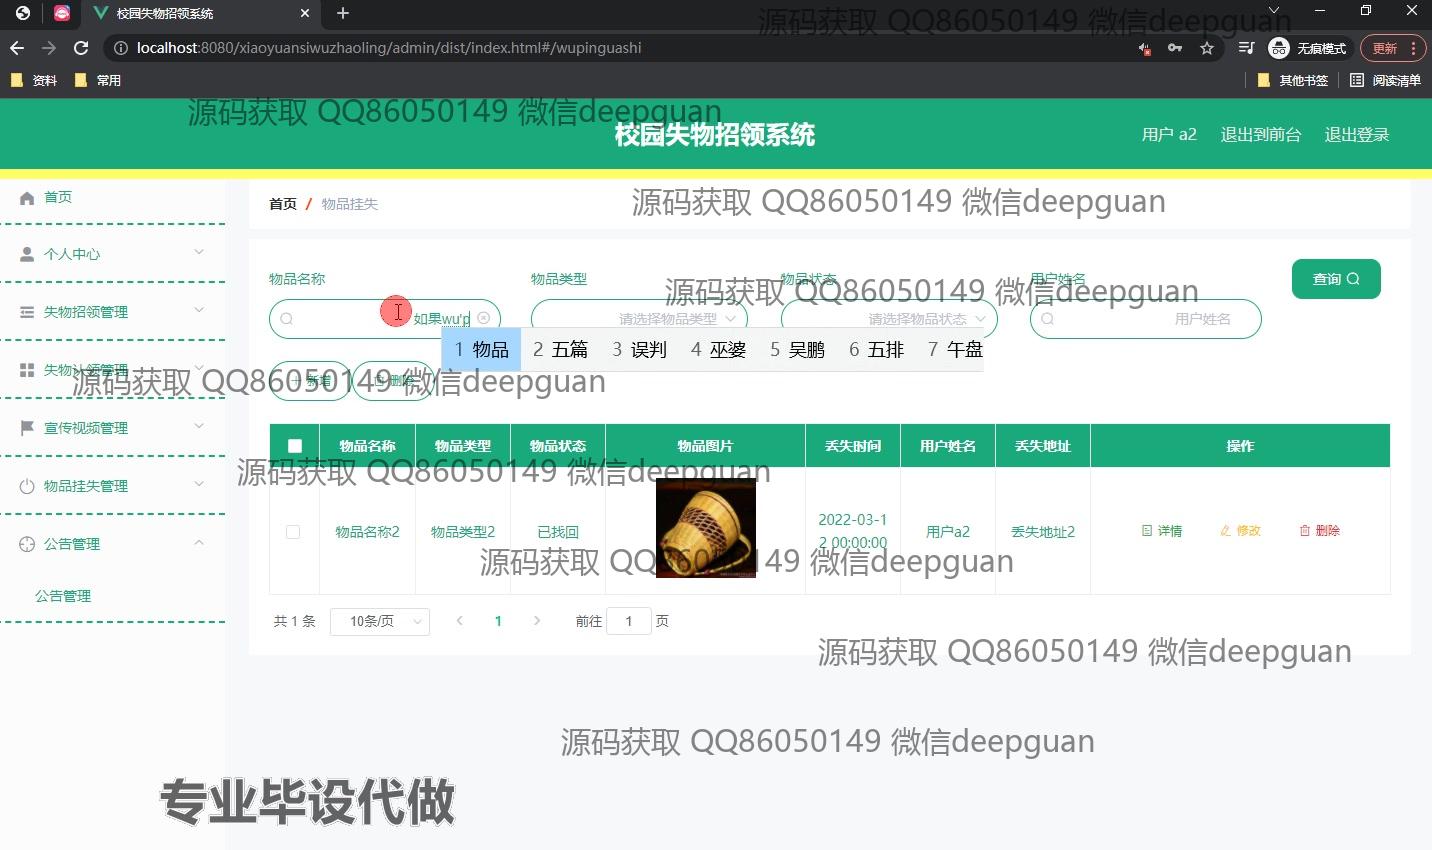 校园失物招领系统
localhost:8080/xiaoyuansiwuzhaoling/admin/dist/index.html#/wupinguashi
无痕模式
更新
资料
常用
其他书签
阅读清单
源码获取 QQ86050149 微信deepguan
源码获取 QQ86050149 微信deepguan
校园失物招领系统
用户 a2
退出到前台
退出登录
首页
个人中心
失物招领管理
失物认领管理
宣传视频管理
物品挂失管理
公告管理
公告管理
首页 / 物品挂失
源码获取 QQ86050149 微信deepguan
物品名称
物品类型
物品状态
用户姓名
查询
源码获取 QQ86050149 微信deepguan
如果wu'p
请选择物品类型
请选择物品状态
用户姓名
1 物品 2 五篇 3 误判 4 巫婆 5 吴鹏 6 五排 7 午盘
新增
删除
源码获取 QQ86050149 微信deepguan
物品名称 物品类型 物品状态 物品图片 丢失时间 用户姓名 丢失地址 操作
源码获取 QQ86050149 微信deepguan
物品名称2 物品类型2 已找回 2022-03-1
2 00:00:00 用户a2 丢失地址2 详情 修改 删除
源码获取 QQ86050149 微信deepguan
共 1 条 10条/页 1 前往 1 页
源码获取 QQ86050149 微信deepguan
源码获取 QQ86050149 微信deepguan
专业毕设代做